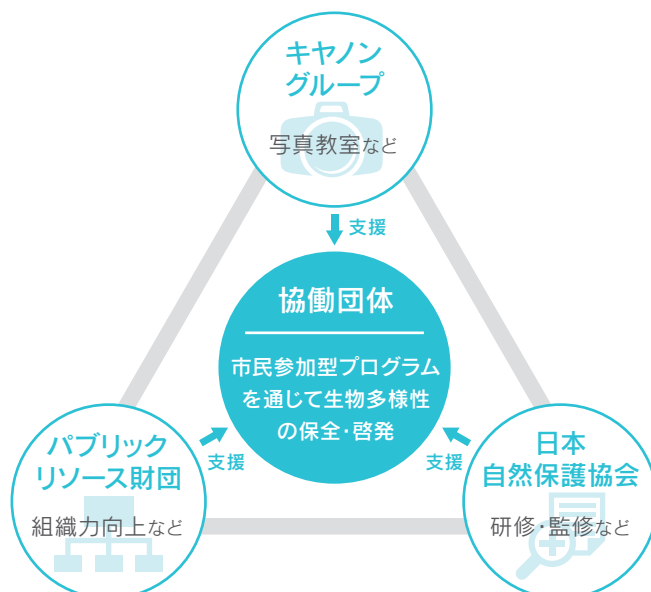 キヤノン
グループ
写真教室など
支援
協働団体
市民参加型プログラム
を通じて生物多様性
の保全・啓発
パブリック
リソース財団
組織力向上など
支援
支援
日本
自然保護協会
研修・監修など